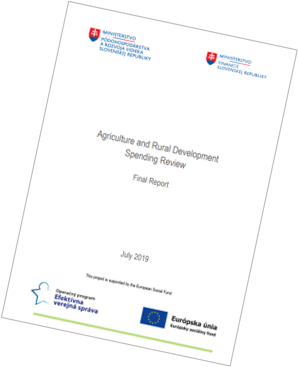 MINISTERSTVO
PÔDOHOSPODÁRSTVA
A ROZVOJA VIDIEKA
SLOVENSKEJ REPUBLIKY
MINISTERSTVO
FINANCIÍ
SLOVENSKEJ REPUBLIKY
Agriculture and Rural Development
Spending Review
Final Report
July 2019
This project is supported by the European Social Fund
Operačný program
Efektívna
verejná správa
Európska únia
Európsky sociálny fond